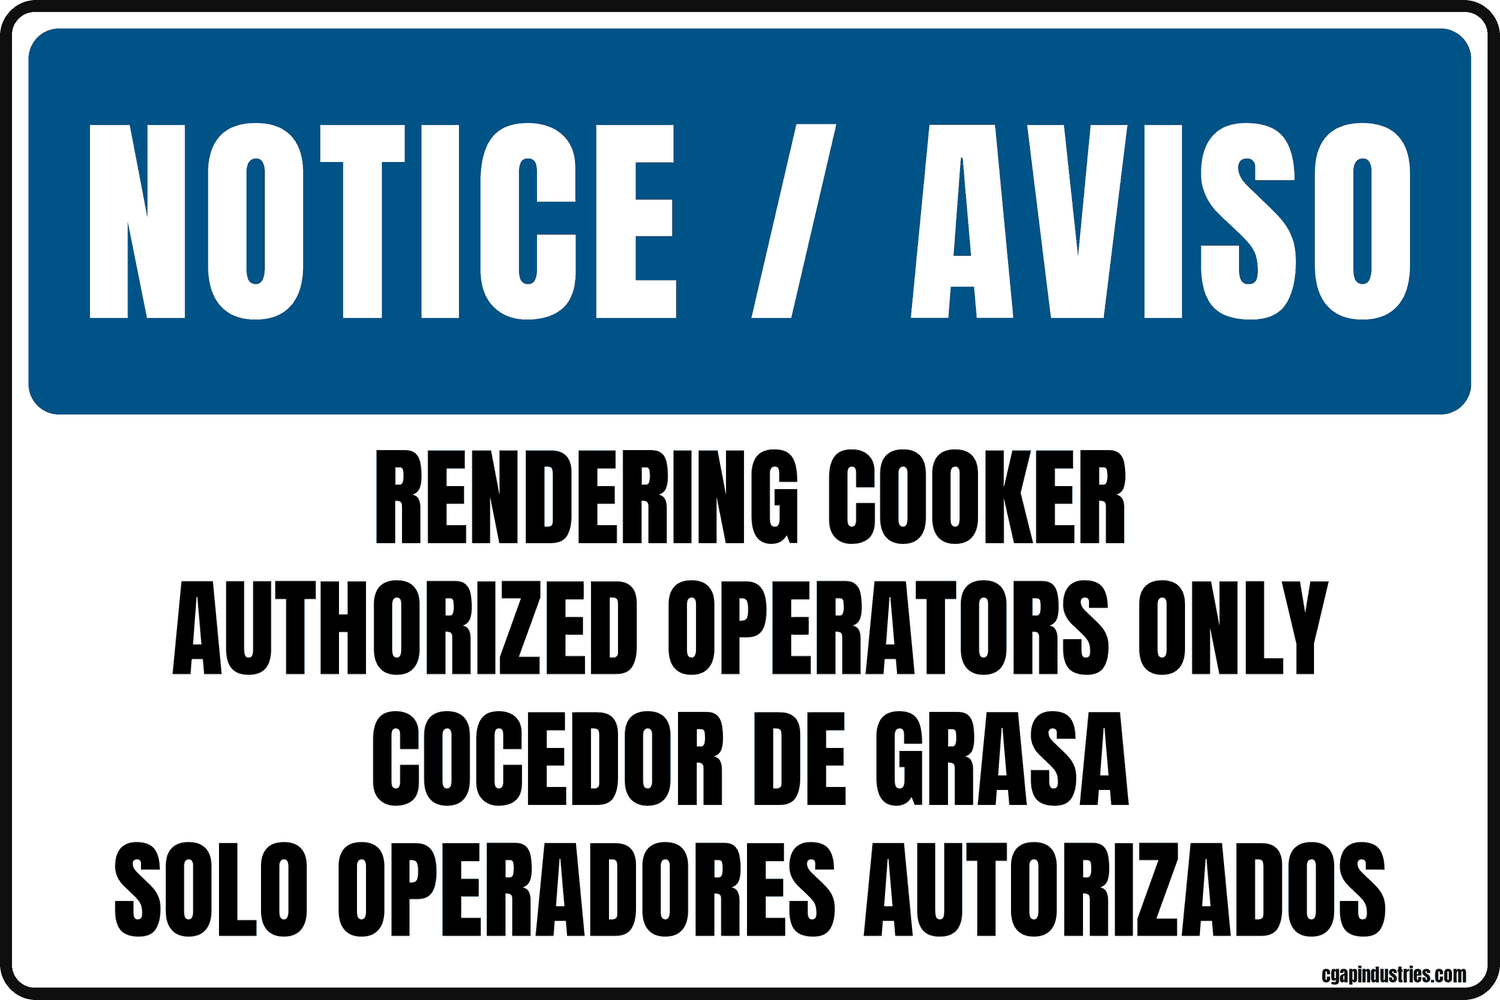 NOTICE / AVISO
RENDERING COOKER
AUTHORIZED OPERATORS ONLY
COCEDOR DE GRASA
SOLO OPERADORES AUTORIZADOS
cgapindustries.com